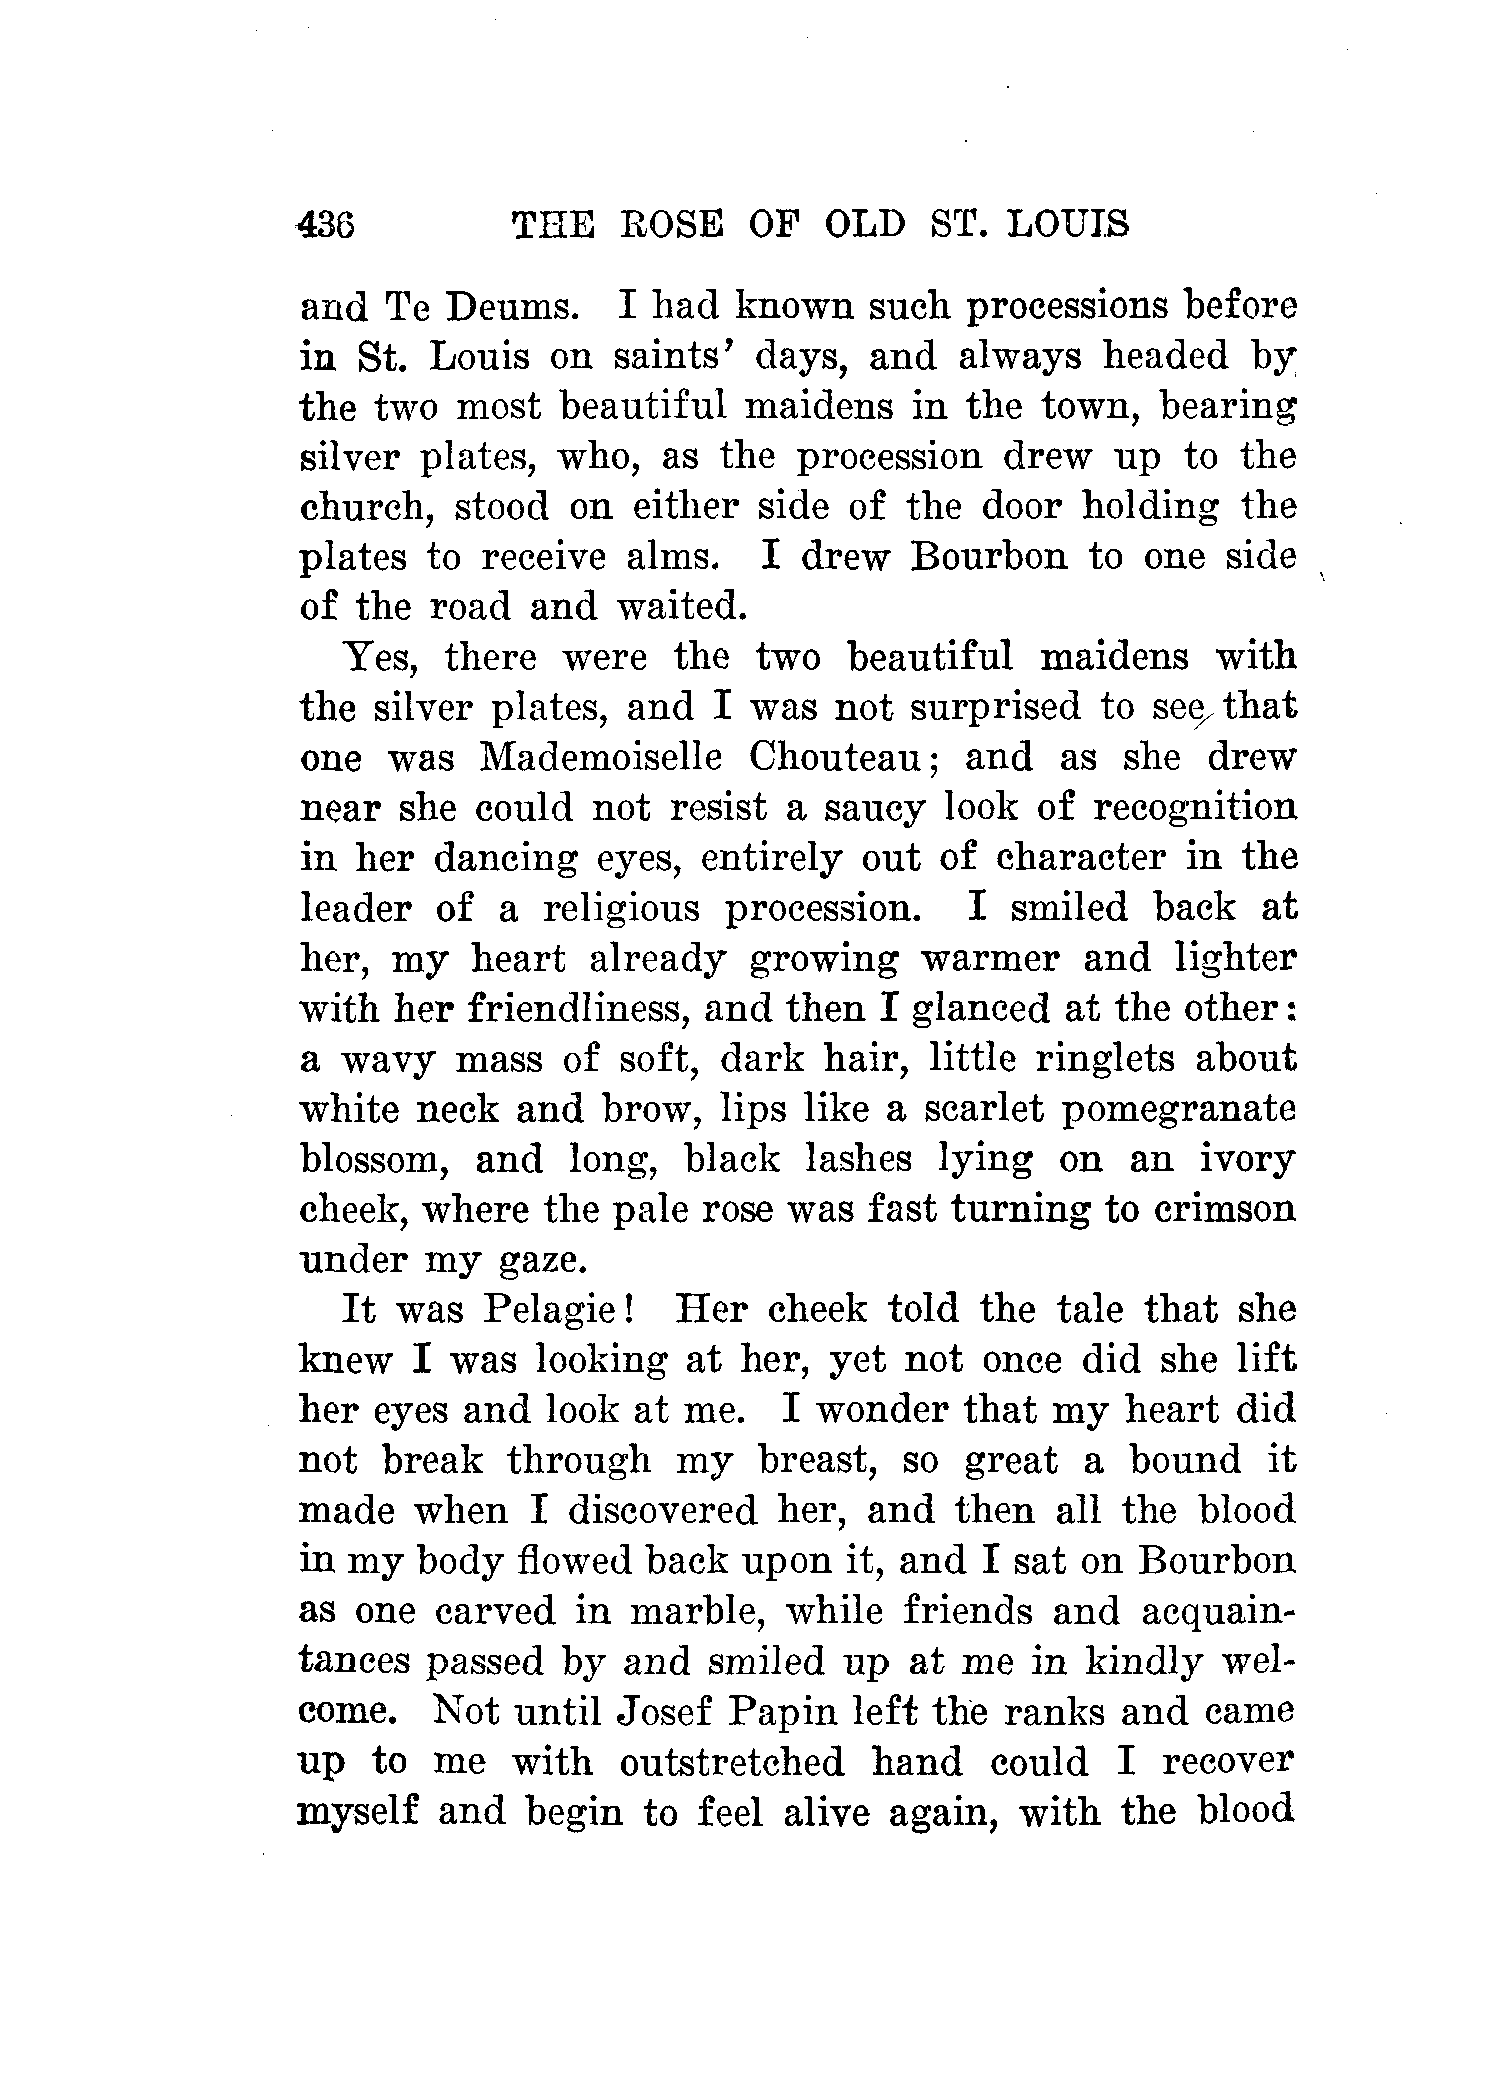 436 THE ROSE OF OLD ST. LOUIS
and Te Deums. I had known such processions before
in St. Louis on saints' days, and always headed by
the two most beautiful maidens in the town, bearing
silver plates, who, as the procession drew up to the
church, stood on either side of the door holding the
plates to receive alms. I drew Bourbon to one side
of the road and waited.
Yes, there were the two beautiful maidens with
the silver plates, and I was not surprised to see that
one was Mademoiselle Chouteau; and as she drew
near she could not resist a saucy look of recognition
in her dancing eyes, entirely out of character in the
leader of a religious procession. I smiled back at
her, my heart already growing warmer and lighter
with her friendliness, and then I glanced at the other:
a wavy mass of soft, dark hair, little ringlets about
white neck and brow, lips like a scarlet pomegranate
blossom, and long, black lashes lying on an ivory
cheek, where the pale rose was fast turning to crimson
under my gaze.
It was Pelagie! Her cheek told the tale that she
knew I was looking at her, yet not once did she lift
her eyes and look at me. I wonder that my heart did
not break through my breast, so great a bound it
made when I discovered her, and then all the blood
in my body flowed back upon it, and I sat on Bourbon
as one carved in marble, while friends and acquain-
tances passed by and smiled up at me in kindly wel-
come. Not until Josef Papin left the ranks and came
up to me with outstretched hand could I recover
myself and begin to feel alive again, with the blood